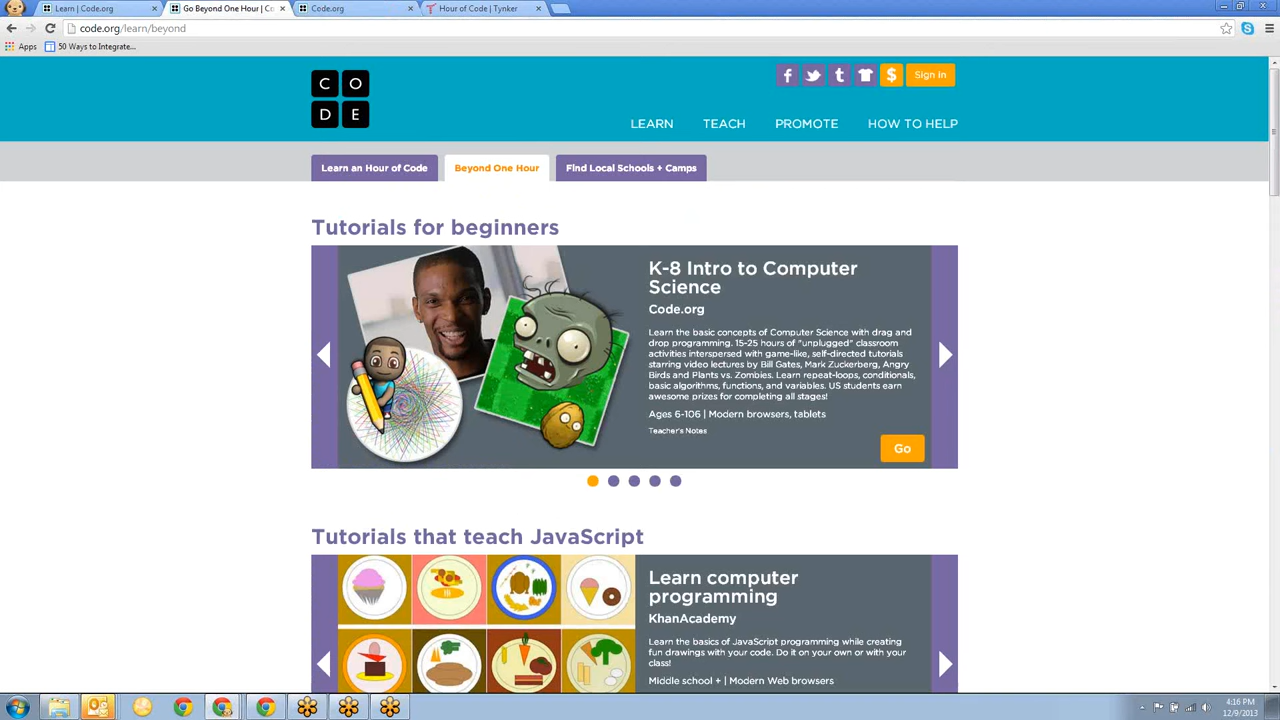 Learn | Code.org
Go Beyond One Hour | Co
Code.org
Hour of Code | Tynker
code.org/learn/beyond
Apps
50 Ways to Integrate...
C O
D E
f
t
$
Sign in
LEARN
TEACH
PROMOTE
HOW TO HELP
Learn an Hour of Code
Beyond One Hour
Find Local Schools + Camps
Tutorials for beginners
K-8 Intro to Computer
Science
Code.org
Learn the basic concepts of Computer Science with drag and
drop programming. 15-25 hours of "unplugged" classroom
activities interspersed with game-like, self-directed tutorials
starring video lectures by Bill Gates, Mark Zuckerberg, Angry
Birds and Plants vs. Zombies. Learn repeat-loops, conditionals,
basic algorithms, functions, and variables. US students earn
awesome prizes for completing all stages!
Ages 6-106 | Modern browsers, tablets
Teacher's Notes
Go
Tutorials that teach JavaScript
Learn computer
programming
KhanAcademy
Learn the basics of JavaScript programming while creating
fun drawings with your code. Do it on your own or with your
class!
Middle school + | Modern Web browsers
4:16 PM
12/9/2013